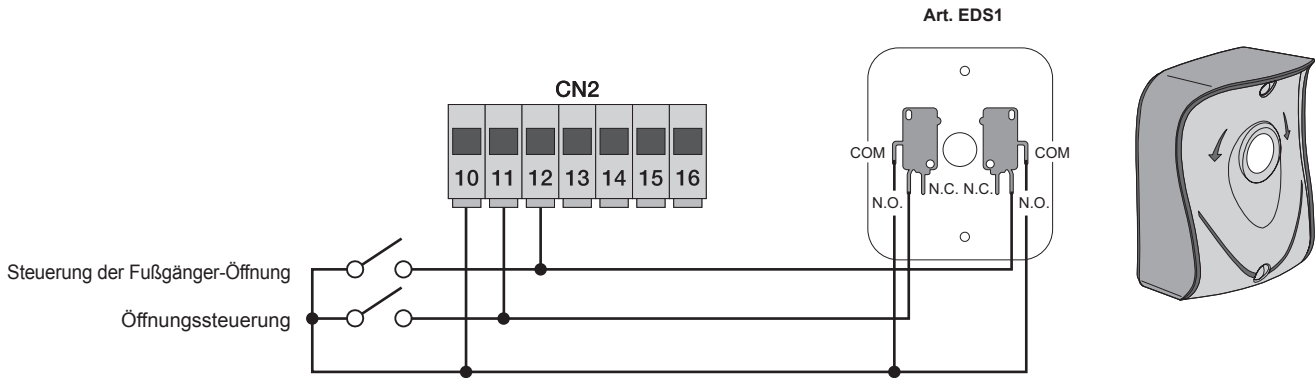 Art. EDS1
CN2
10 11 12 13 14 15 16
COM COM
N.C. N.C.
N.O. N.O.
Steuerung der Fußgänger-Öffnung
Öffnungssteuerung